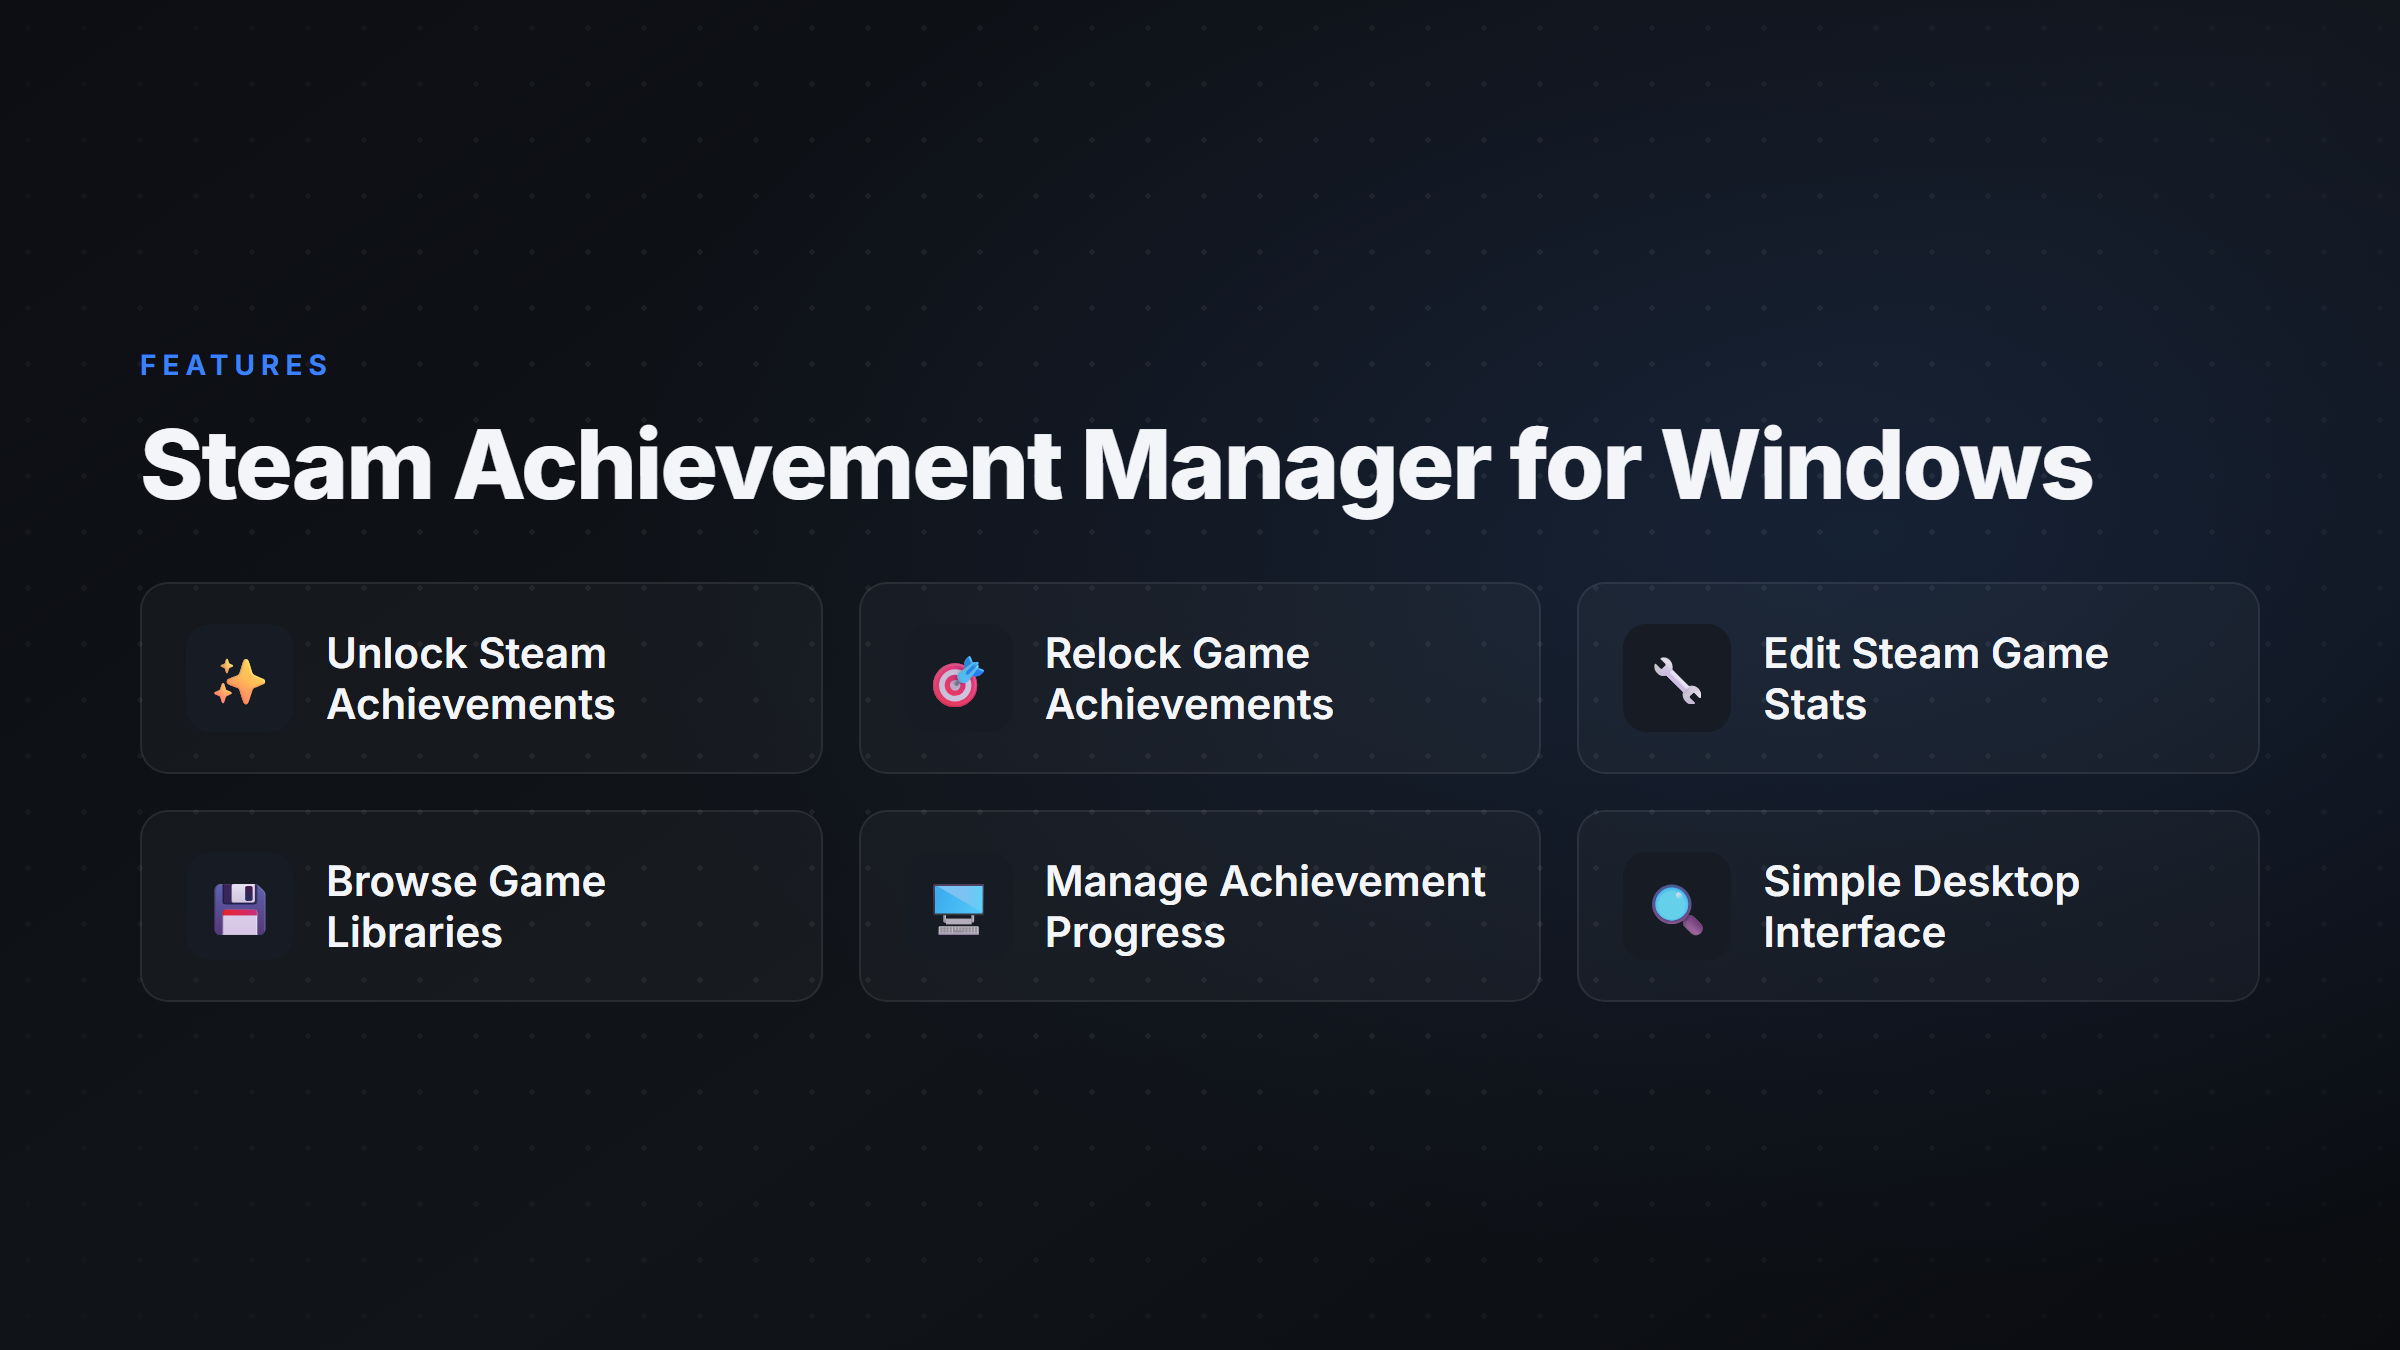 FEATURES
Steam Achievement Manager for Windows
Unlock Steam
Achievements
Relock Game
Achievements
Edit Steam Game
Stats
Browse Game
Libraries
Manage Achievement
Progress
Simple Desktop
Interface